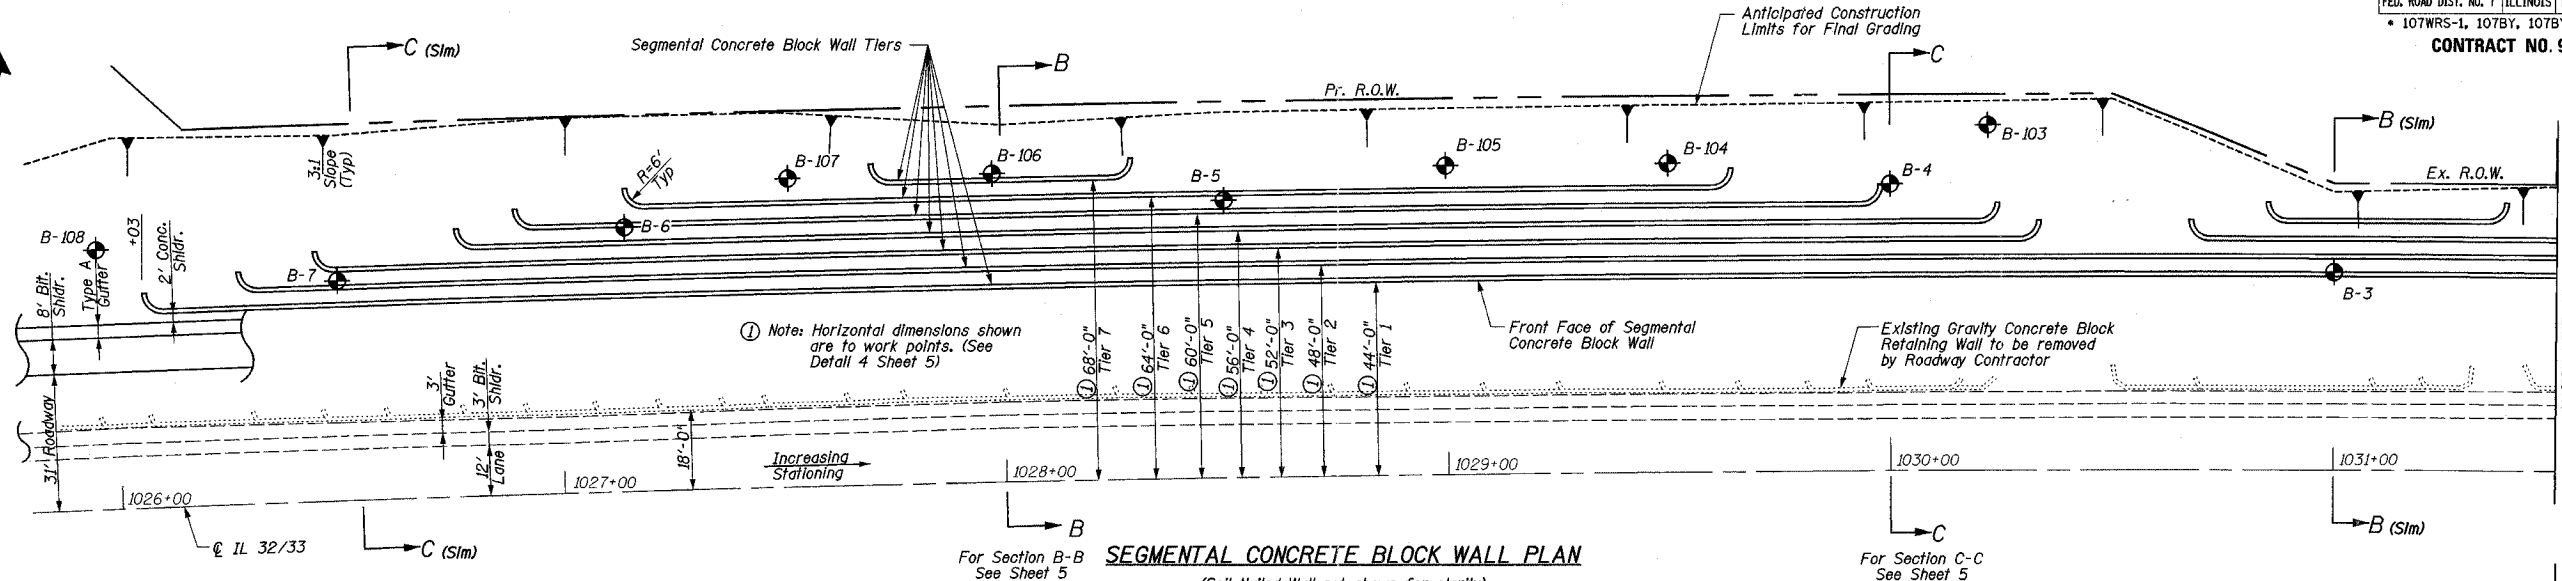 FED. ROAD DIST. NO. 7 ILLINOIS
* 107WRS-1, 107BY, 107B
CONTRACT NO. 9
Anticipated Construction
Limits for Final Grading
C (Sim)
Segmental Concrete Block Wall Tiers
B
C
Pr. R.O.W.
B-103
B (Sim)
3:1
Slope
(Typ)
R=6'
Typ
B-107
B-106
B-105
B-104
B-5
B-4
Ex. R.O.W.
B-108
+03
2' Conc.
Shldr.
B-6
B-7
B-3
8' Bit.
Shldr.
Type A
Gutter
① Note: Horizontal dimensions shown
are to work points. (See
Detail 4 Sheet 5)
① 68'-0"
Tier 7
① 64'-0"
Tier 6
① 60'-0"
Tier 5
① 56'-0"
Tier 4
① 52'-0"
Tier 3
① 48'-0"
Tier 2
① 44'-0"
Tier 1
Front Face of Segmental
Concrete Block Wall
Existing Gravity Concrete Block
Retaining Wall to be removed
by Roadway Contractor
31' Roadway
3'
Gutter
3' Bit.
Shldr.
12'
Lane
18'-0"
Increasing
Stationing
1026+00
1027+00
1028+00
1029+00
1030+00
1031+00
℄ IL 32/33
C (Sim)
B
C
B (Sim)
For Section B-B
See Sheet 5
SEGMENTAL CONCRETE BLOCK WALL PLAN
(Soil Nailed Wall not shown for clarity)
For Section C-C
See Sheet 5